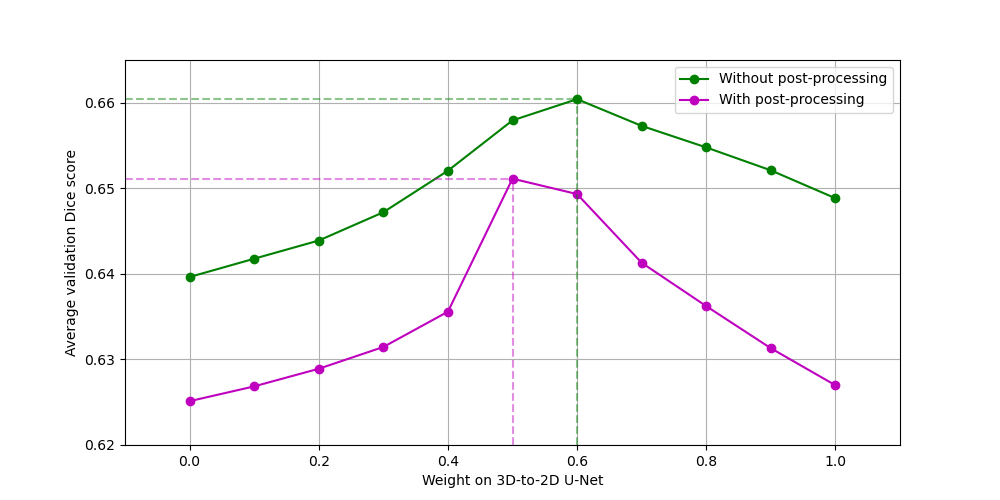 Without post-processing
With post-processing
Average validation Dice score
0.66
0.65
0.64
0.63
0.62
0.0 0.2 0.4 0.6 0.8 1.0
Weight on 3D-to-2D U-Net